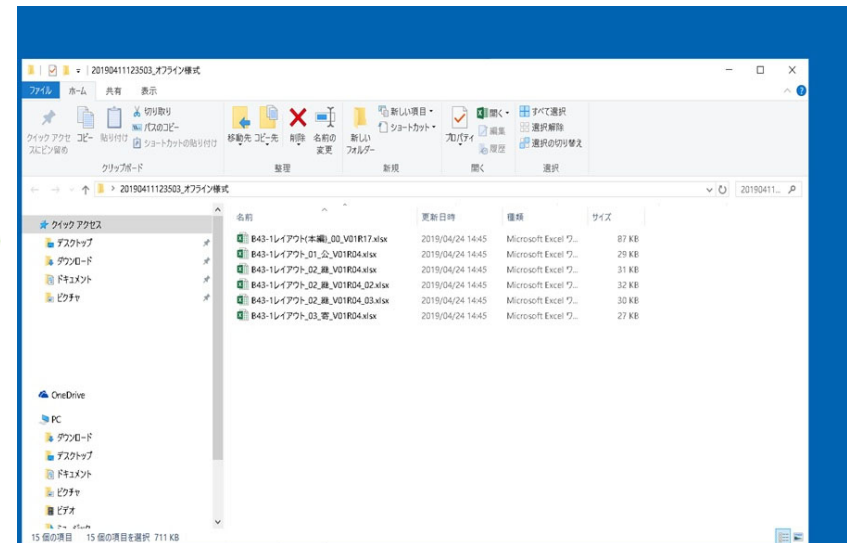 20190411123503_オフライン様式
ファイル ホーム 共有 表示
クイック アクセスにピン留め コピー 貼り付け 切り取り パスのコピー ショートカットの貼り付け
移動先 コピー先 削除 名前の変更 新しいフォルダー 新しい項目 ショートカット
プロパティ 開く 編集 履歴 すべて選択 選択解除 選択の切り替え
クリップボード 整理 新規 開く 選択
20190411123503_オフライン様式 20190411...
名前 更新日時 種類 サイズ
クイック アクセス
デスクトップ
ダウンロード
ドキュメント
ピクチャ
OneDrive
PC
ダウンロード
デスクトップ
ドキュメント
ピクチャ
ビデオ
B43-1レイアウト(本編)_00_V01R17.xlsx 2019/04/24 14:45 Microsoft Excel ワ... 87 KB
B43-1レイアウト_01_公_V01R04.xlsx 2019/04/24 14:45 Microsoft Excel ワ... 29 KB
B43-1レイアウト_02_V01R04.xlsx 2019/04/24 14:45 Microsoft Excel ワ... 31 KB
B43-1レイアウト_02_V01R04_02.xlsx 2019/04/24 14:45 Microsoft Excel ワ... 32 KB
B43-1レイアウト_02_V01R04_03.xlsx 2019/04/24 14:45 Microsoft Excel ワ... 30 KB
B43-1レイアウト_03_寄_V01R04.xlsx 2019/04/24 14:45 Microsoft Excel ワ... 27 KB
15 個の項目 15 個の項目を選択 711 KB